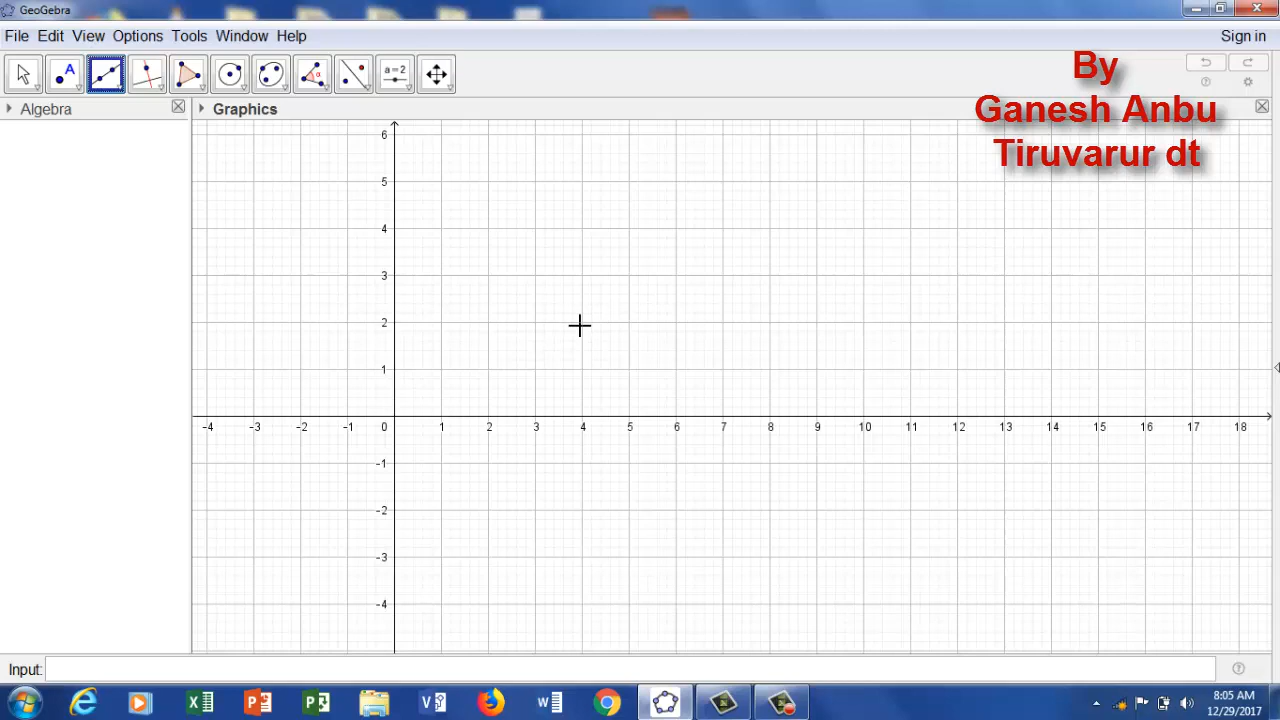 GeoGebra
File Edit View Options Tools Window Help Sign in
A α a=2
By
Ganesh Anbu
Tiruvarur dt
Algebra Graphics
6
5
4
3
2
1
-4 -3 -2 -1 0 1 2 3 4 5 6 7 8 9 10 11 12 13 14 15 16 17 18
-1
-2
-3
-4
Input:
8:05 AM
12/29/2017